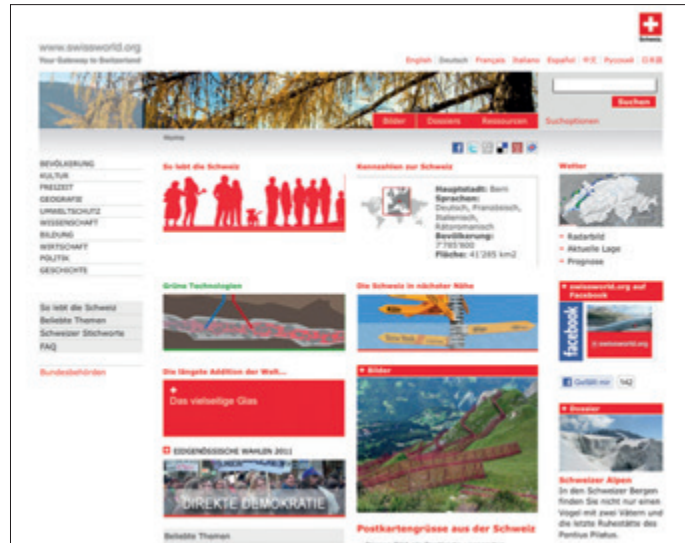 Schweiz.
www.swissworld.org
Your Gateway to Switzerland
English Deutsch Français Italiano Español 中文 Русский 日本語
Suchen
Bilder Dossiers Ressourcen Suchoptionen
Home
BEVÖLKERUNG
KULTUR
FREIZEIT
GEOGRAFIE
UMWELTSCHUTZ
WISSENSCHAFT
BILDUNG
WIRTSCHAFT
POLITIK
GESCHICHTE
So lebt die Schweiz
Beliebte Themen
Schweizer Stichworte
FAQ
Bundesbehörden
So lebt die Schweiz
Grüne Technologien
Die längste Addition der Welt...
Das vielseitige Glas
EIDGENÖSSISCHE WAHLEN 2011
DIREKTE DEMOKRATIE
Beliebte Themen
Kennzahlen zur Schweiz
Hauptstadt: Bern
Sprachen:
Deutsch, Französisch,
Italienisch,
Rätoromanisch
Bevölkerung:
7'785'600
Fläche: 41'285 km2
Die Schweiz in nächster Nähe
Köln
Bilder
Postkartengrüsse aus der Schweiz
Wetter
Radarbild
Aktuelle Lage
Prognose
swissworld.org auf
Facebook
facebook
swissworld.org
Gefällt mir 142
Dossier
Schweizer Alpen
In den Schweizer Bergen
finden Sie nicht nur einen
Vogel mit zwei Vätern und
die letzte Ruhestätte des
Pontius Pilatus.